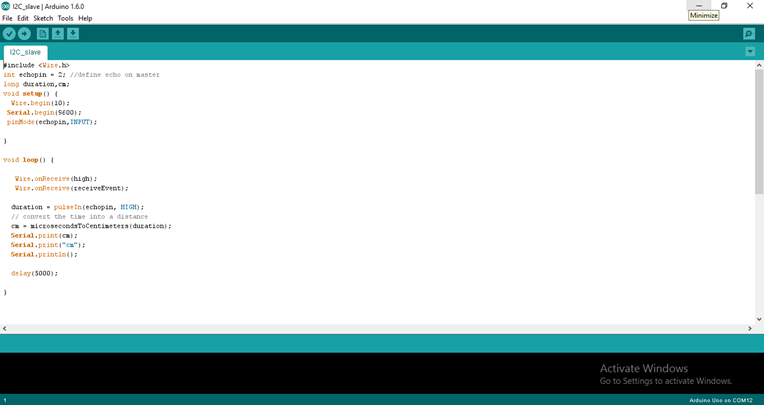 I2C_slave | Arduino 1.6.0
Minimize
File Edit Sketch Tools Help
I2C_slave
#include <Wire.h>
int echopin = 2; //define echo on master
long duration,cm;
void setup() {
Wire.begin(10);
Serial.begin(9600);
pinMode(echopin,INPUT);
}
void loop() {
Wire.onReceive(high);
Wire.onReceive(receiveEvent);
duration = pulseIn(echopin, HIGH);
// convert the time into a distance
cm = microsecondsToCentimeters(duration);
Serial.print(cm);
Serial.print("cm");
Serial.println();
delay(5000);
}
Activate Windows
Go to Settings to activate Windows.
1
Arduino Uno on COM12